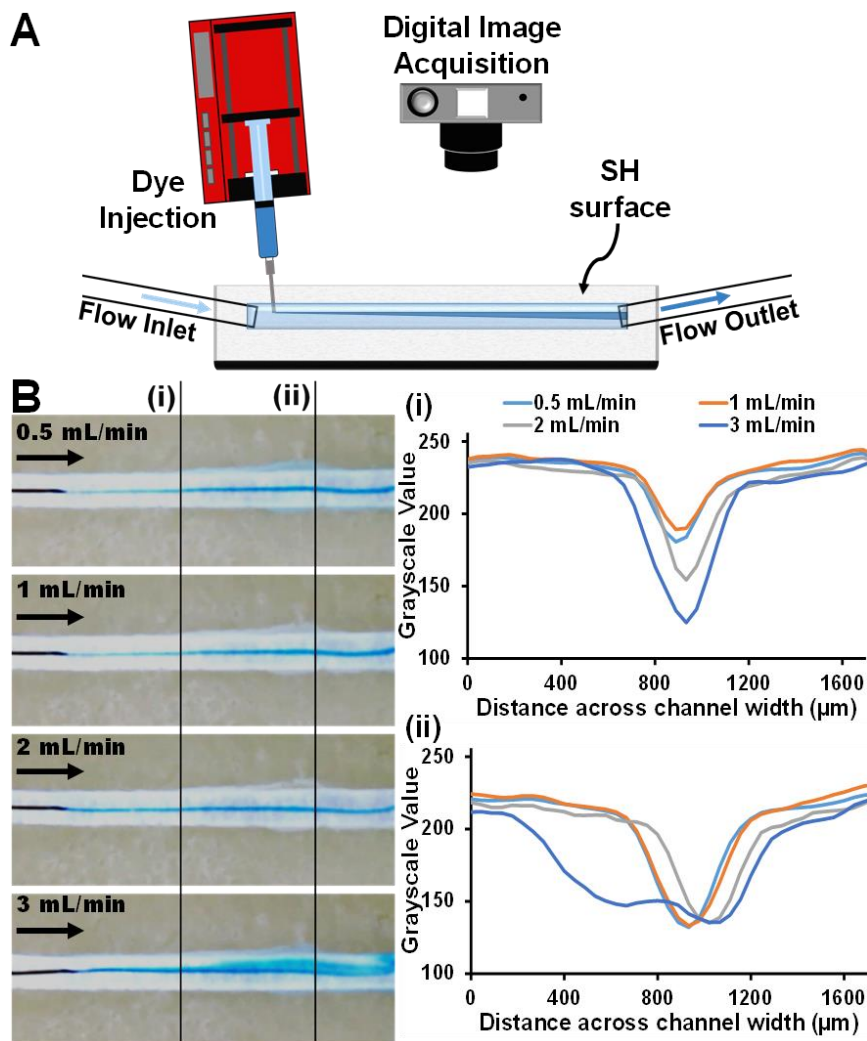 A
Digital Image
Acquisition
Dye
Injection
SH
surface
Flow Inlet
Flow Outlet
B
(i)
(ii)
0.5 mL/min
1 mL/min
2 mL/min
3 mL/min
(i)
0.5 mL/min
1 mL/min
2 mL/min
3 mL/min
250
200
150
100
Grayscale Value
0
400
800
1200
1600
Distance across channel width (µm)
(ii)
250
200
150
100
Grayscale Value
0
400
800
1200
1600
Distance across channel width (µm)